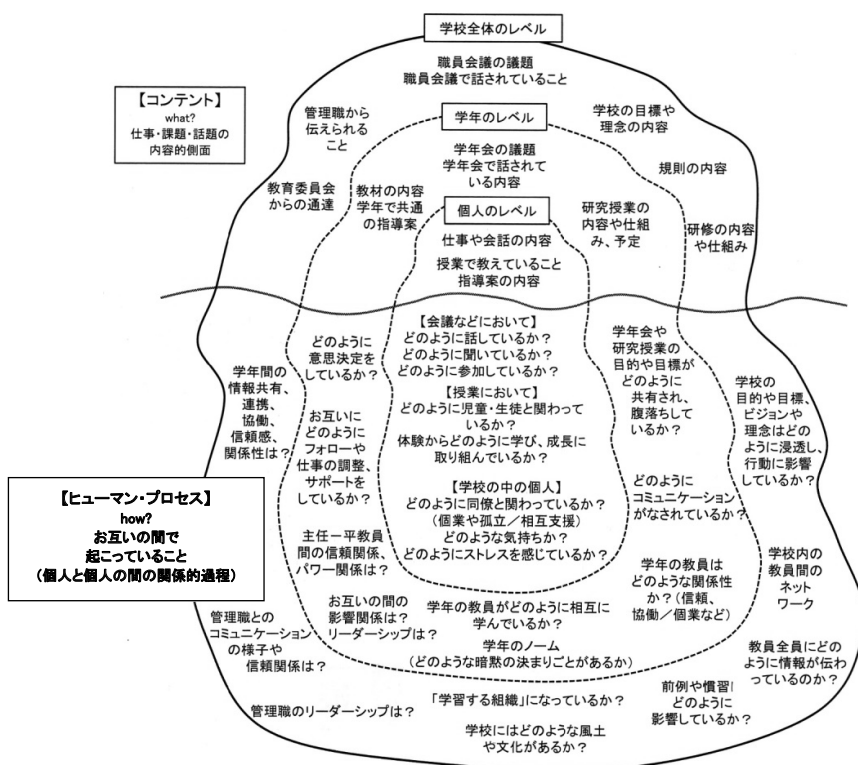 学校全体のレベル
職員会議の議題
職員会議で話されていること
【コンテント】
what?
仕事・課題・話題の
内容的側面
管理職から
伝えられる
こと
学年のレベル
学校の目標や
理念の内容
学年会の議題
学年会で話されて
いる内容
規則の内容
教育委員会
からの通達
教材の内容
学年で共通
の指導案
個人のレベル
研究授業の
内容や仕組
み、予定
研修の内容
や仕組み
仕事や会話の内容
授業で教えていること
指導案の内容
【会議などにおいて】
どのように話しているか？
どのように聞いているか？
どのように参加しているか？
どのように
意思決定を
しているか？
学年会や
研究授業の
目的や目標が
どのように
共有され、
腹落ちして
いるか？
学年間の
情報共有、
連携、
協働、
信頼感、
関係性は？
学校の
目的や目標、
ビジョンや
理念はどの
ように浸透し、
行動に影響
しているか？
【授業において】
どのように児童・生徒と関わって
いるか？
体験からどのように学び、成長に
取り組んでいるか？
お互いに
どのように
フォローや
仕事の調整、
サポートを
しているか？
【ヒューマン・プロセス】
how?
お互いの間で
起こっていること
（個人と個人の間の関係的過程）
【学校の中の個人】
どのように同僚と関わっているか？
（個業や孤立／相互支援）
どのような気持ちか？
どのようにストレスを感じているか？
どのように
コミュニケーション
がなされているか？
主任－平教員
間の信頼関係、
パワー関係は？
学年の教員は
どのような関係性
か？（信頼、
協働／個業など）
学校内の
教員間の
ネット
ワーク
お互いの間の
影響関係は？
リーダーシップは？
学年の教員がどのように相互に
学んでいるか？
管理職との
コミュニケーション
の様子や
信頼関係は？
学年のノーム
（どのような暗黙の決まりごとがあるか）
教員全員にどの
ように情報が伝わ
っているのか？
管理職のリーダーシップは？
「学習する組織」になっているか？
前例や慣習に
どのように
影響しているか？
学校にはどのような風土
や文化があるか？